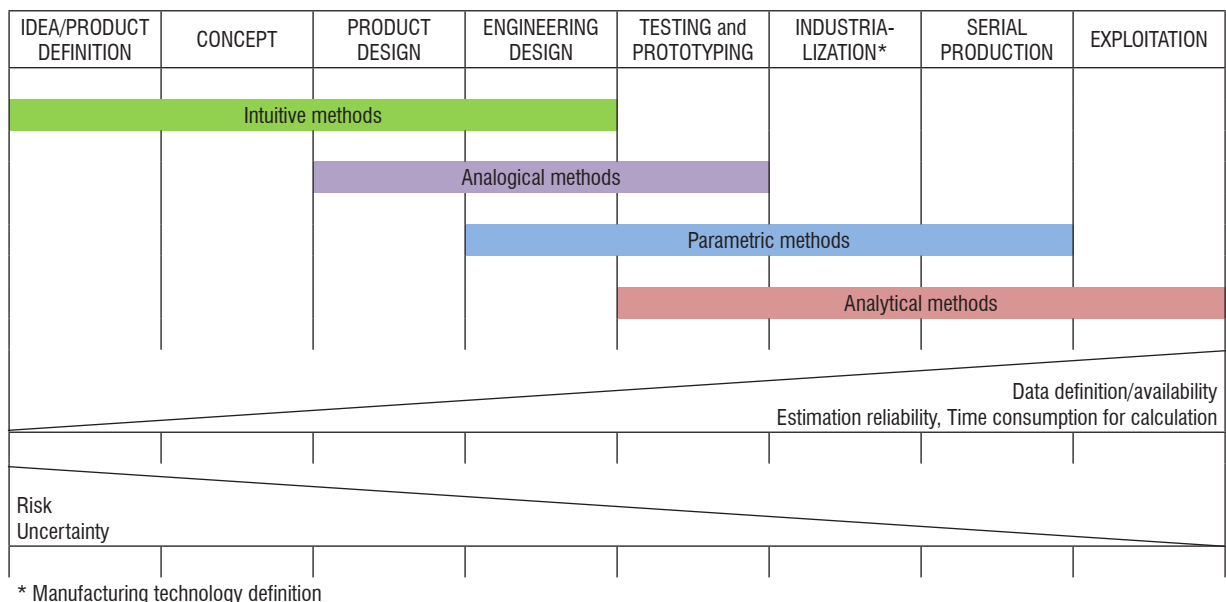 IDEA/PRODUCT
DEFINITION
CONCEPT
PRODUCT
DESIGN
ENGINEERING
DESIGN
TESTING and
PROTOTYPING
INDUSTRIA-
LIZATION*
SERIAL
PRODUCTION
EXPLOITATION
Intuitive methods
Analogical methods
Parametric methods
Analytical methods
Data definition/availability
Estimation reliability, Time consumption for calculation
Risk
Uncertainty
* Manufacturing technology definition